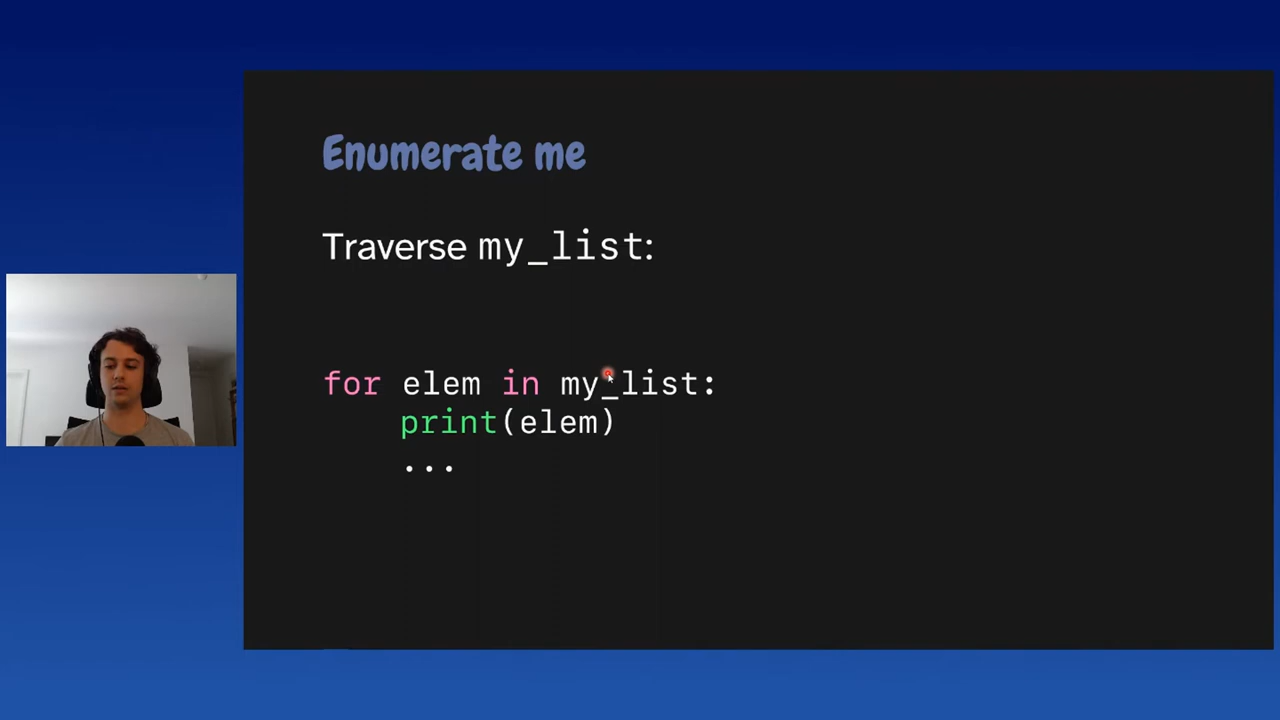 Enumerate me
Traverse my_list:
for elem in my_list:
print(elem)
...